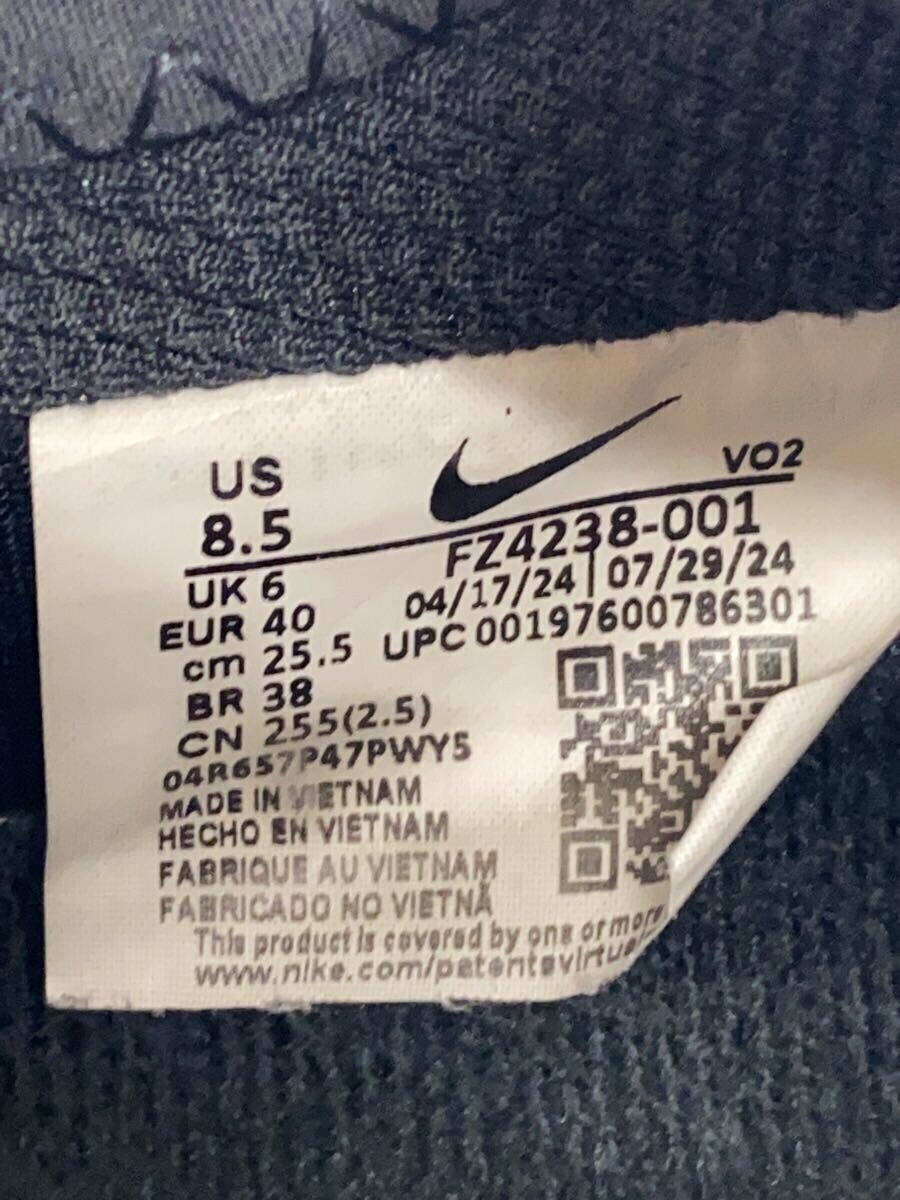 US
8.5
UK 6
EUR 40
cm 25.5
BR 38
CN 255(2.5)
04R657P47PWY5
VO2
FZ4238-001
04/17/24 | 07/29/24
UPC 00197600786301
MADE IN VIETNAM
HECHO EN VIETNAM
FABRIQUE AU VIETNAM
FABRICADO NO VIETNÃ
This product is covered by one or more
www.nike.com/patents